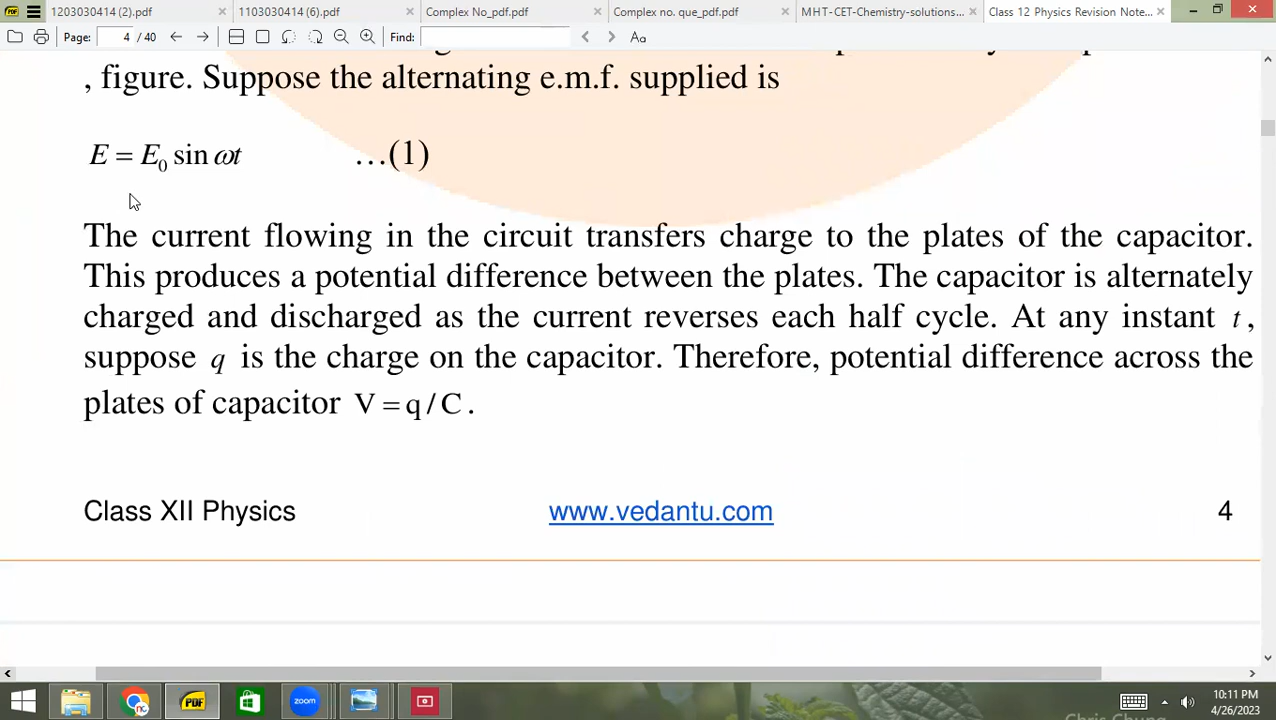 1203030414 (2).pdf
1103030414 (6).pdf
Complex No_pdf.pdf
Complex no. que_pdf.pdf
MHT-CET-Chemistry-solutions...
Class 12 Physics Revision Note...
Page: 4 / 40
Find:
Aa
, figure. Suppose the alternating e.m.f. supplied is
E = E₀ sin ωt …(1)
The current flowing in the circuit transfers charge to the plates of the capacitor.
This produces a potential difference between the plates. The capacitor is alternately
charged and discharged as the current reverses each half cycle. At any instant t,
suppose q is the charge on the capacitor. Therefore, potential difference across the
plates of capacitor V = q / C .
Class XII Physics www.vedantu.com 4
PDF
zoom
10:11 PM
4/26/2023